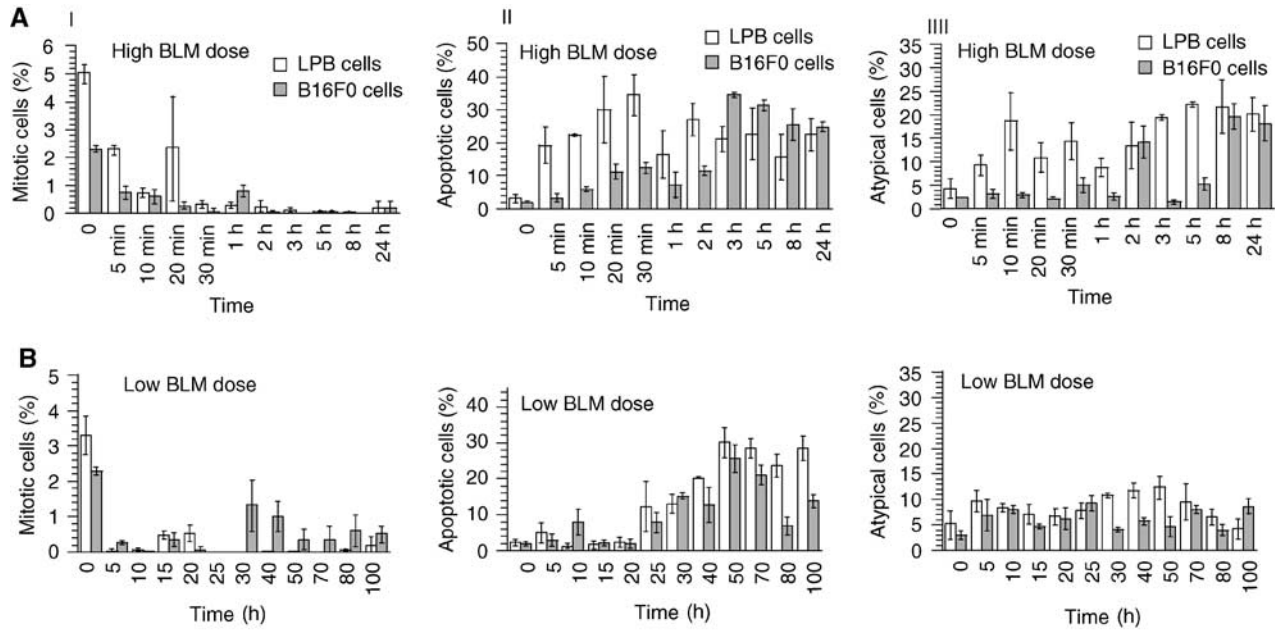 A
I
High BLM dose
LPB cells
B16F0 cells
Mitotic cells (%)
6
5
4
3
2
1
0
0
5 min
10 min
20 min
30 min
1 h
2 h
3 h
5 h
8 h
24 h
Time
II
High BLM dose
LPB cells
B16F0 cells
Apoptotic cells (%)
50
40
30
20
10
0
0
5 min
10 min
20 min
30 min
1 h
2 h
3 h
5 h
8 h
24 h
Time
IIII
High BLM dose
LPB cells
B16F0 cells
Atypical cells (%)
35
30
25
20
15
10
5
0
0
5 min
10 min
20 min
30 min
1 h
2 h
3 h
5 h
8 h
24 h
Time
B
Low BLM dose
Mitotic cells (%)
5
4
3
2
1
0
0
5
10
15
20
25
30
40
50
70
80
100
Time (h)
Low BLM dose
Apoptotic cells (%)
40
30
20
10
0
0
5
10
15
20
25
30
40
50
70
80
100
Time (h)
Low BLM dose
Atypical cells (%)
35
30
25
20
15
10
5
0
0
5
10
15
20
25
30
40
50
70
80
100
Time (h)